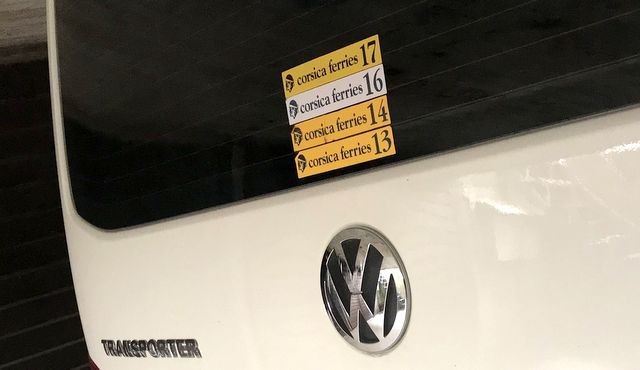 corsica ferries 17
corsica ferries 16
corsica ferries 14
corsica ferries 13
TRANSPORTER